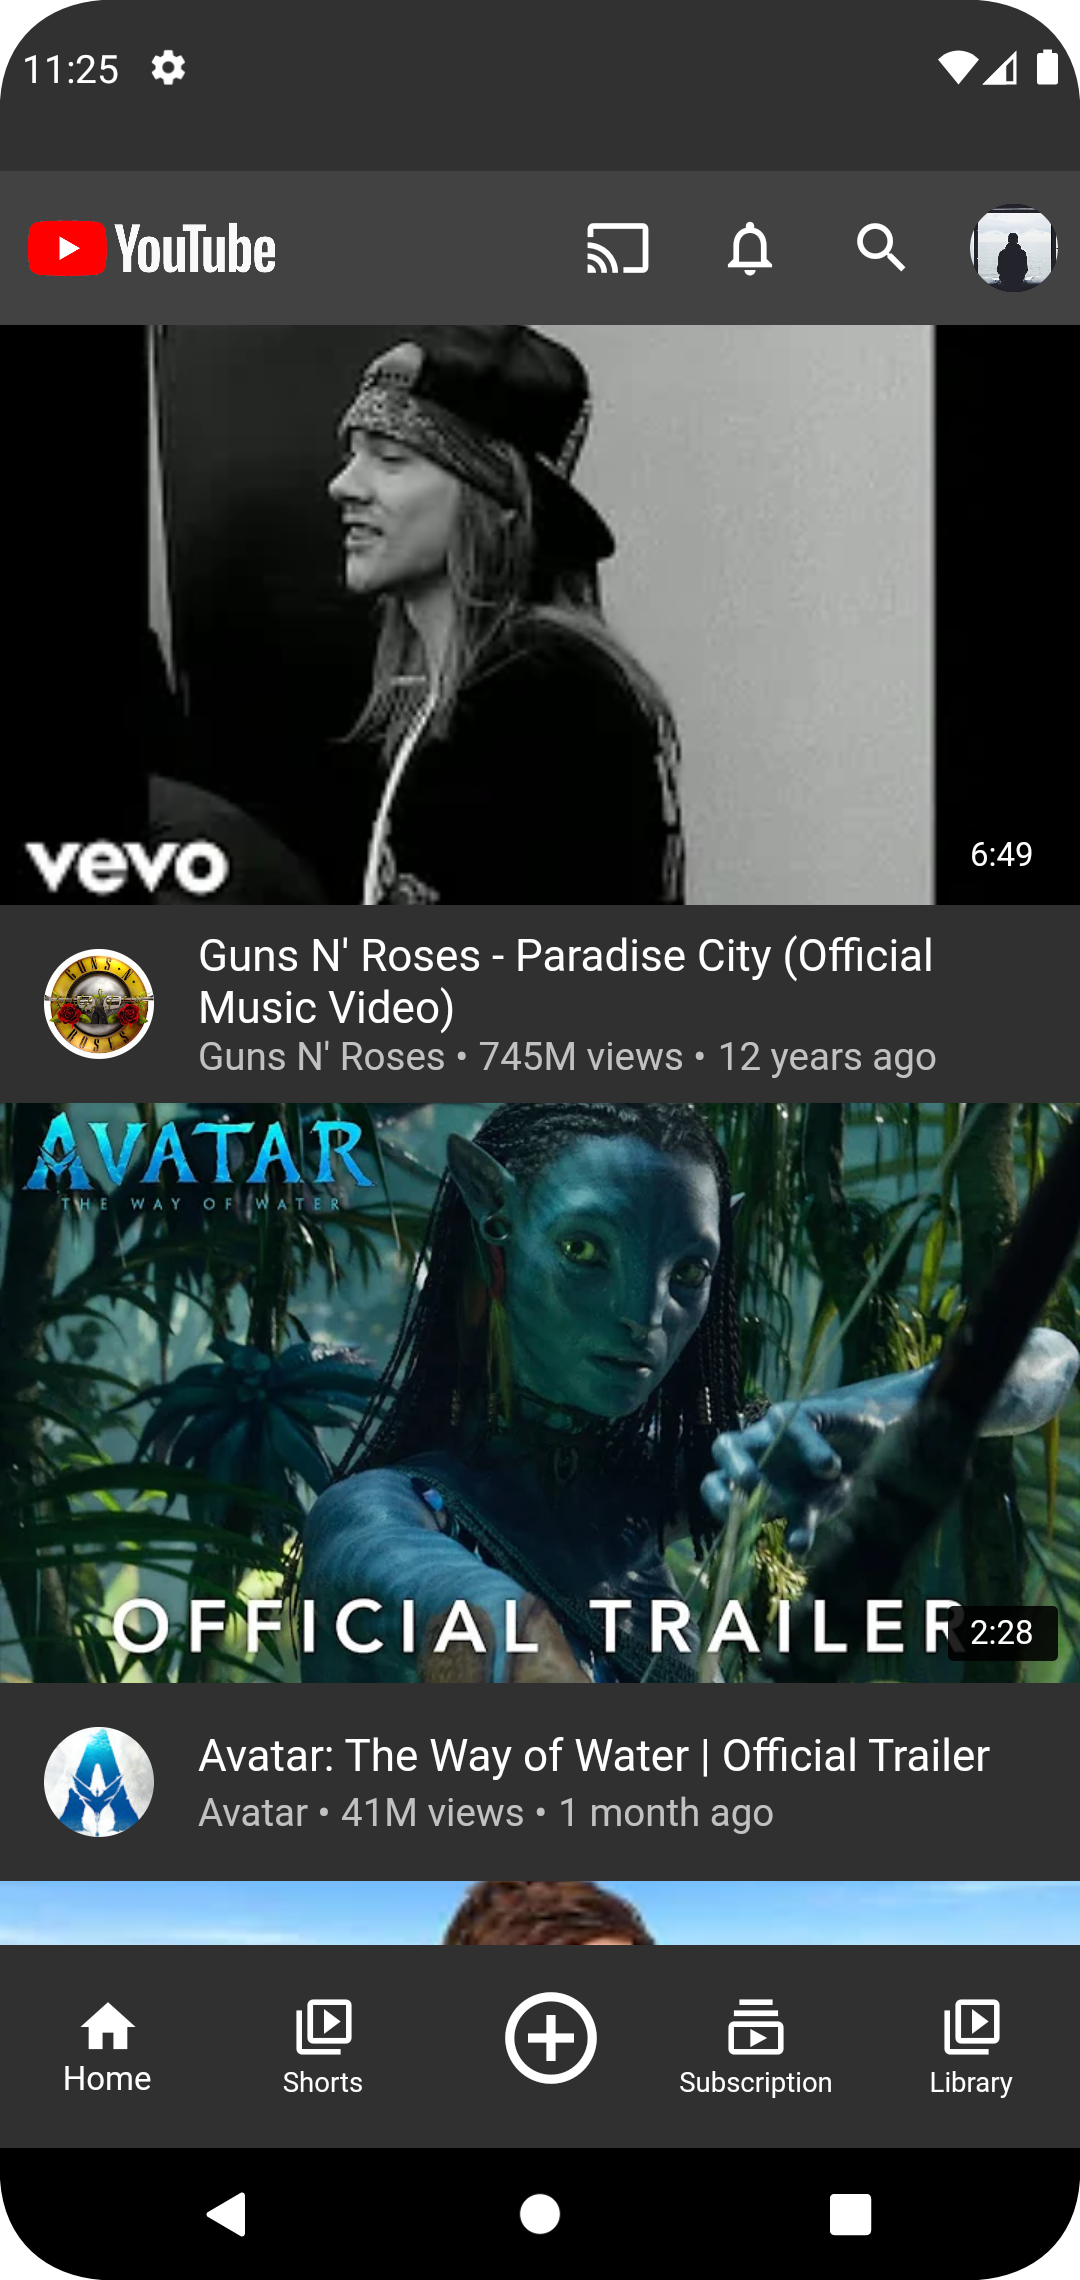 11:25
YouTube
vevo
6:49
GUNS N'
ROSES
Guns N' Roses - Paradise City (Official
Music Video)
Guns N' Roses • 745M views • 12 years ago
AVATAR
THE WAY OF WATER
OFFICIAL TRAILER
2:28
Avatar: The Way of Water | Official Trailer
Avatar • 41M views • 1 month ago
Home
Shorts
Subscription
Library